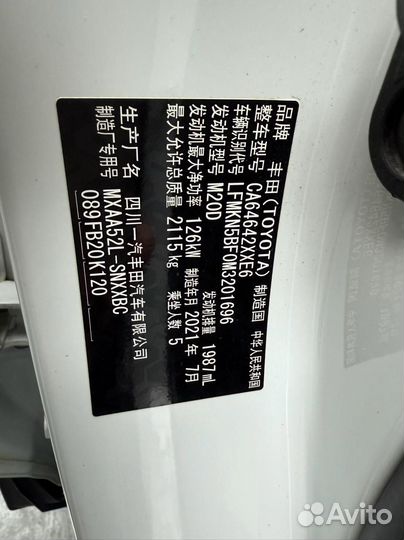 品牌 丰田(TOYOTA) 制造国 中华人民共和国
整车型号 CA64642XXE6
车辆识别代号 LFMKN5BF0M3201696
发动机型号 M20D 发动机排量 1987mL
发动机最大净功率 126kW 制造年月 2021年 7月
最大允许总质量 2115kg 乘坐人数 5
生产厂名 四川一汽丰田汽车有限公司
制造厂专用号 MXAA52L-SNXXBC
089 FB20K120
Avito